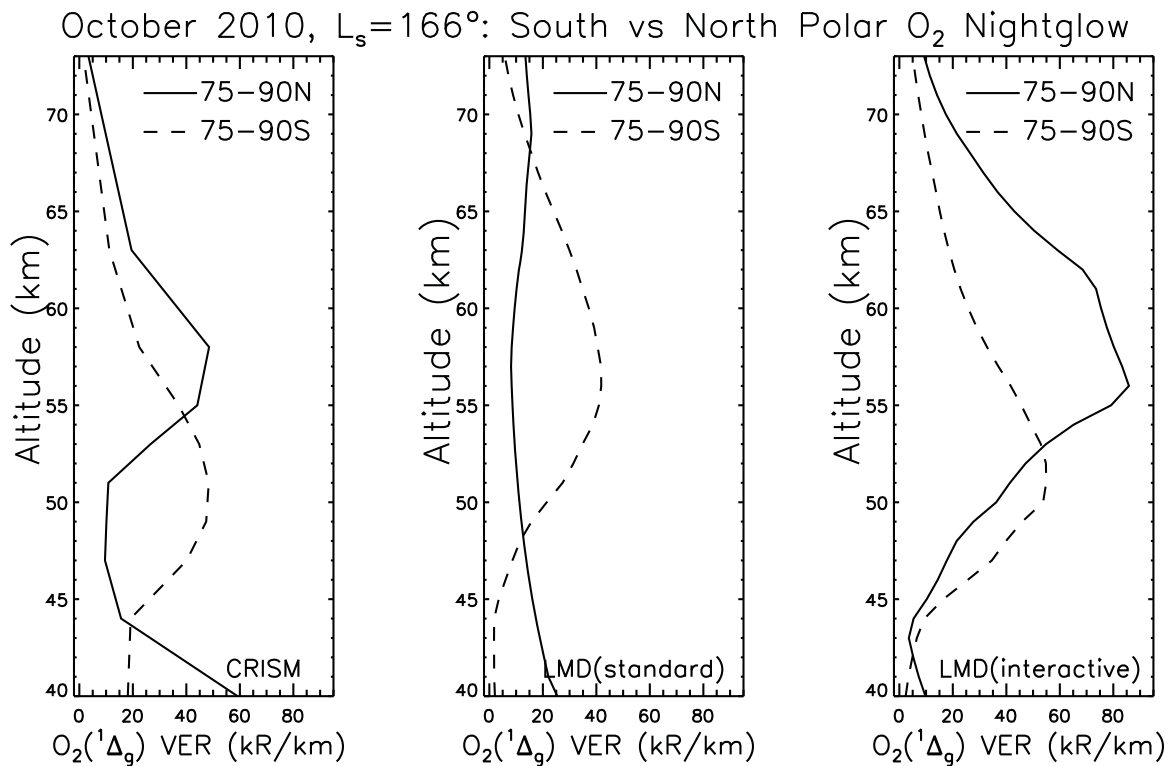 October 2010, Lₛ=166°: South vs North Polar O₂ Nightglow
75−90N
75−90S
Altitude (km)
70
65
60
55
50
45
40
CRISM
0 20 40 60 80
O₂(¹Δg) VER (kR/km)
75−90N
75−90S
Altitude (km)
70
65
60
55
50
45
40
LMD(standard)
0 20 40 60 80
O₂(¹Δg) VER (kR/km)
75−90N
75−90S
Altitude (km)
70
65
60
55
50
45
40
LMD(interactive)
0 20 40 60 80
O₂(¹Δg) VER (kR/km)